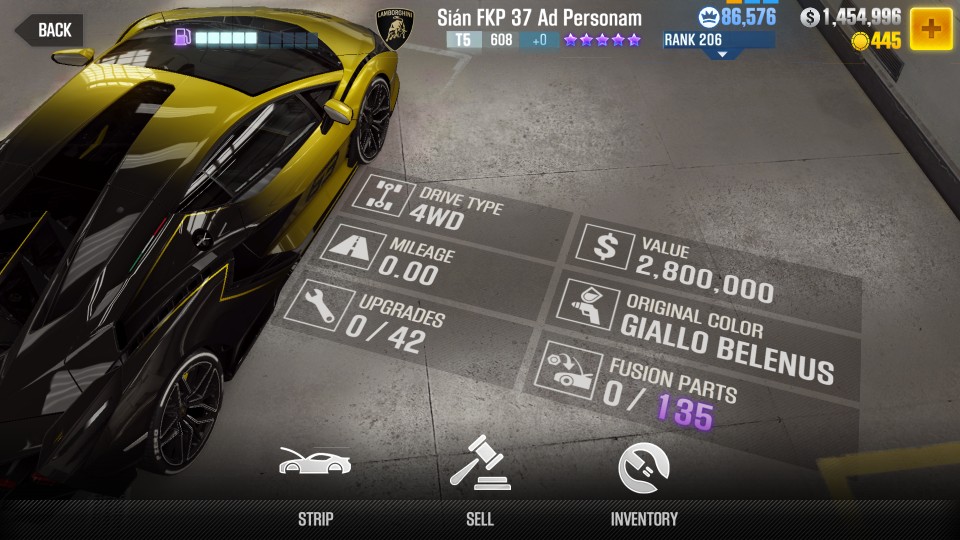 BACK
LAMBORGHINI
Sián FKP 37 Ad Personam
86,576
$ 1,454,996
T5 608 +0
RANK 206
445
DRIVE TYPE
4WD
MILEAGE
0.00
UPGRADES
0 / 42
$ VALUE
2,800,000
ORIGINAL COLOR
GIALLO BELENUS
FUSION PARTS
0 / 135
STRIP
SELL
INVENTORY